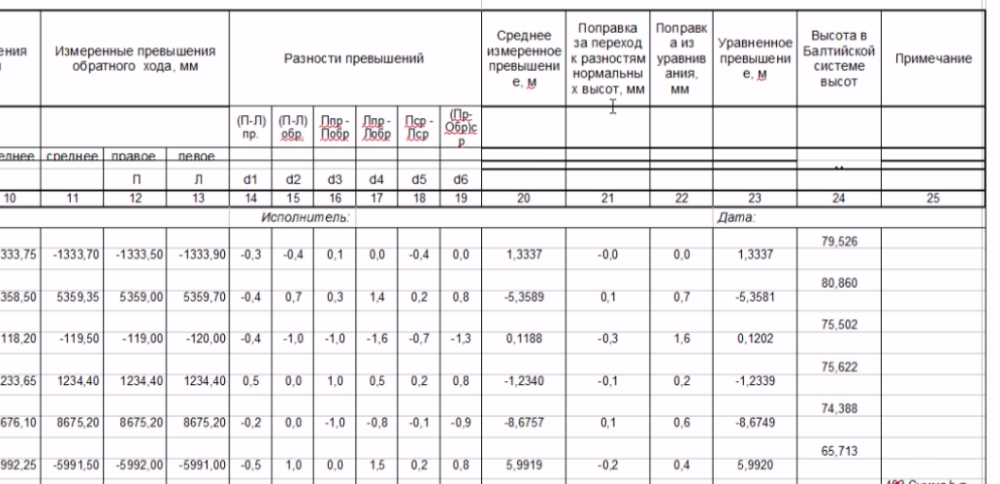 ения Измеренные превышения обратного хода, мм Разности превышений Среднее измеренное превышени е, м Поправка за переход к разностям нормальны х высот, мм Поправк а из уравнив ания, мм Уравненное превышени е, м Высота в Балтийской системе высот Примечание
(П-Л) пр. (П-Л) обр. Ппр - Побр Лпр - Лобр Пср - Лср (Пр- Обр)с р
еднее среднее правое левое
П Л d1 d2 d3 d4 d5 d6
10 11 12 13 14 15 16 17 18 19 20 21 22 23 24 25
Исполнитель: Дата:
79,526
333,75 -1333,70 -1333,50 -1333,90 -0,3 -0,4 0,1 0,0 -0,4 0,0 1,3337 -0,0 0,0 1,3337
80,860
358,50 5359,35 5359,00 5359,70 -0,4 0,7 0,3 1,4 0,2 0,8 -5,3589 0,1 0,7 -5,3581
75,502
118,20 -119,50 -119,00 -120,00 -0,4 -1,0 -1,0 -1,6 -0,7 -1,3 0,1188 -0,3 1,6 0,1202
75,622
233,65 1234,40 1234,40 1234,40 0,5 0,0 1,0 0,5 0,2 0,8 -1,2340 -0,1 0,2 -1,2339
74,388
676,10 8675,20 8675,20 8675,20 -0,2 0,0 -1,0 -0,8 -0,1 -0,9 -8,6757 0,1 0,6 -8,6749
65,713
992,25 -5991,50 -5992,00 -5991,00 -0,5 1,0 0,0 1,5 0,2 0,8 5,9919 -0,2 0,4 5,9920